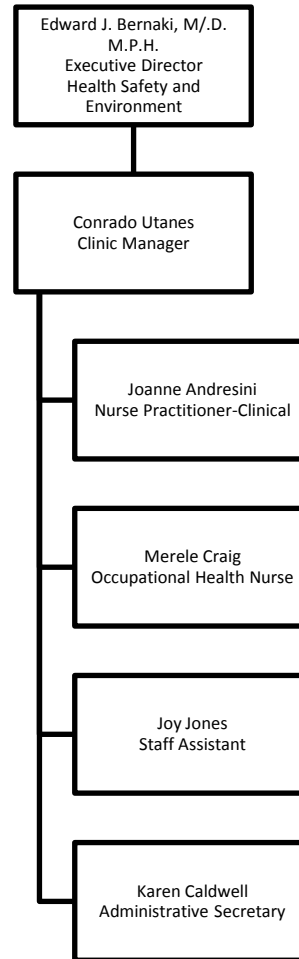 Edward J. Bernaki, M/.D.
M.P.H.
Executive Director
Health Safety and
Environment
Conrado Utanes
Clinic Manager
Joanne Andresini
Nurse Practitioner-Clinical
Merele Craig
Occupational Health Nurse
Joy Jones
Staff Assistant
Karen Caldwell
Administrative Secretary